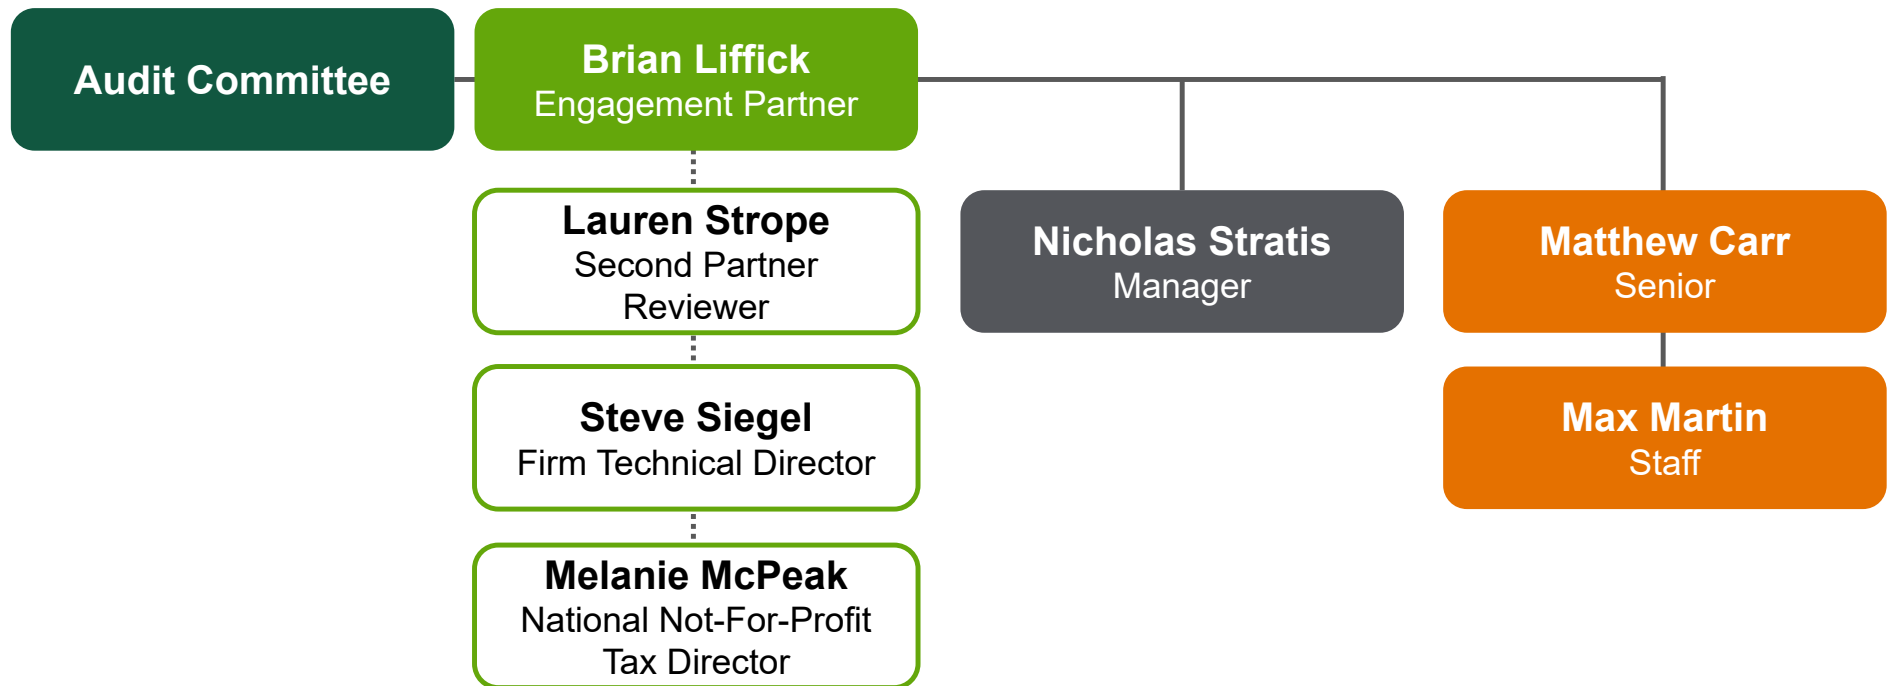 Audit Committee
Brian Liffick
Engagement Partner
Lauren Strope
Second Partner
Reviewer
Nicholas Stratis
Manager
Matthew Carr
Senior
Steve Siegel
Firm Technical Director
Max Martin
Staff
Melanie McPeak
National Not-For-Profit
Tax Director